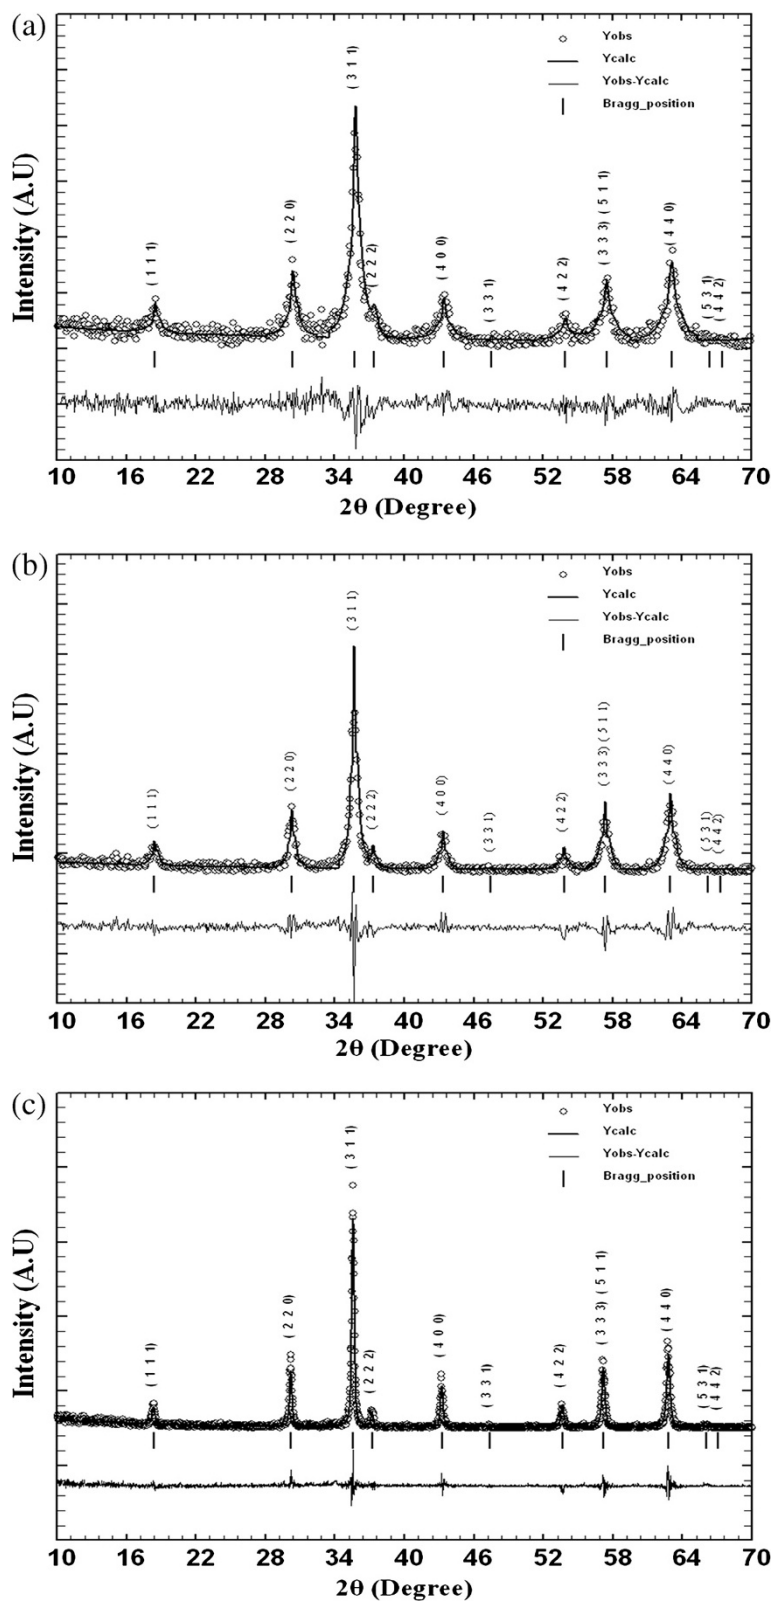 (a)
Yobs
Ycalc
Yobs-Ycalc
Bragg_position
Intensity (A.U)
(1 1 1)
(2 2 0)
(3 1 1)
(2 2 2)
(4 0 0)
(3 3 1)
(4 2 2)
(3 3 3) (5 1 1)
(4 4 0)
(5 3 1)
(4 4 2)
10 16 22 28 34 40 46 52 58 64 70
2θ (Degree)
(b)
Yobs
Ycalc
Yobs-Ycalc
Bragg_position
Intensity (A.U)
(1 1 1)
(2 2 0)
(3 1 1)
(2 2 2)
(4 0 0)
(3 3 1)
(4 2 2)
(3 3 3) (5 1 1)
(4 4 0)
(5 3 1)
(4 4 2)
10 16 22 28 34 40 46 52 58 64 70
2θ (Degree)
(c)
Yobs
Ycalc
Yobs-Ycalc
Bragg_position
Intensity (A.U)
(1 1 1)
(2 2 0)
(3 1 1)
(2 2 2)
(4 0 0)
(3 3 1)
(4 2 2)
(3 3 3) (5 1 1)
(4 4 0)
(5 3 1)
(4 4 2)
10 16 22 28 34 40 46 52 58 64 70
2θ (Degree)